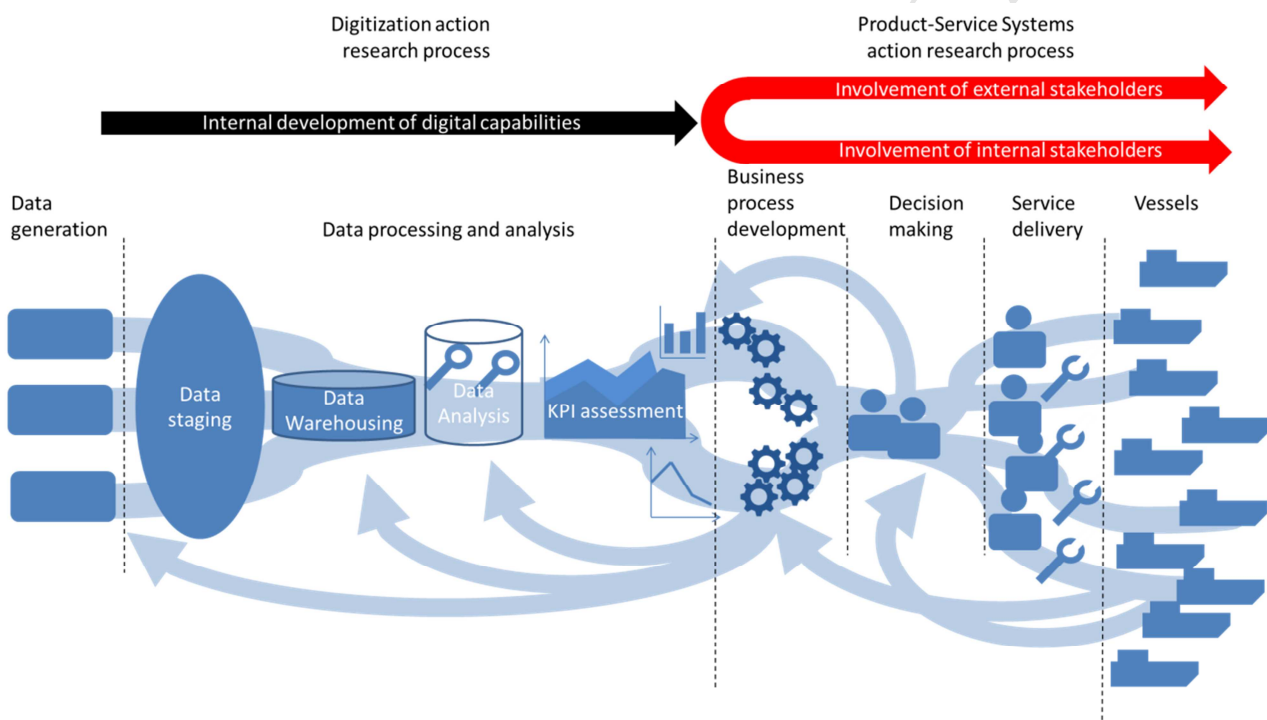 Digitization action
research process
Product-Service Systems
action research process
Involvement of external stakeholders
Internal development of digital capabilities
Involvement of internal stakeholders
Data
generation
Data processing and analysis
Business
process
development
Decision
making
Service
delivery
Vessels
Data
staging
Data
Warehousing
Data
Analysis
KPI assessment